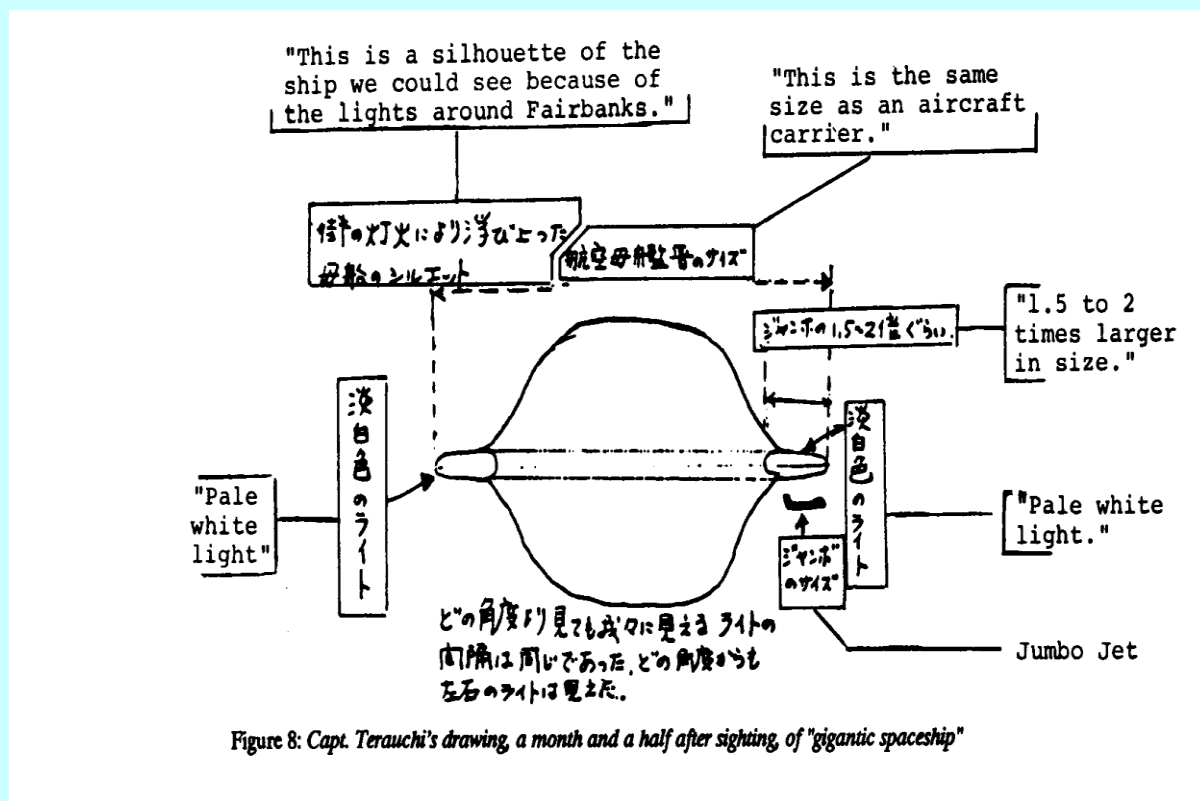 "This is a silhouette of the
ship we could see because of
the lights around Fairbanks."
"This is the same
size as an aircraft
carrier."
の灯火により浮び上った
母船のシルエット
航空母艦 のサイズ
ジャンボの1.5~2倍ぐらい.
"1.5 to 2
times larger
in size."
淡白色のライト
"Pale
white
light"
淡白色のライト
"Pale white
light."
ジャンボ
のサイズ
Jumbo Jet
どの角度より見ても我々に見えるライトの
間隔は同じであった、どの角度からも
左右のライトは見えた。
Figure 8: Capt. Terauchi's drawing, a month and a half after sighting, of "gigantic spaceship"